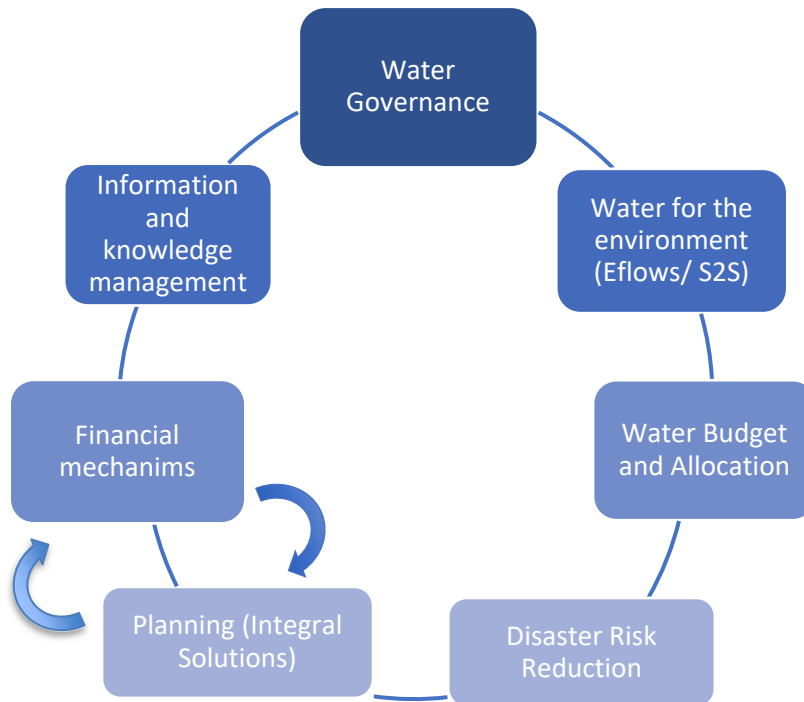 Water
Governance
Water for the
environment
(Eflows/ S2S)
Water Budget
and Allocation
Disaster Risk
Reduction
Planning (Integral
Solutions)
Financial
mechanims
Information
and
knowledge
management